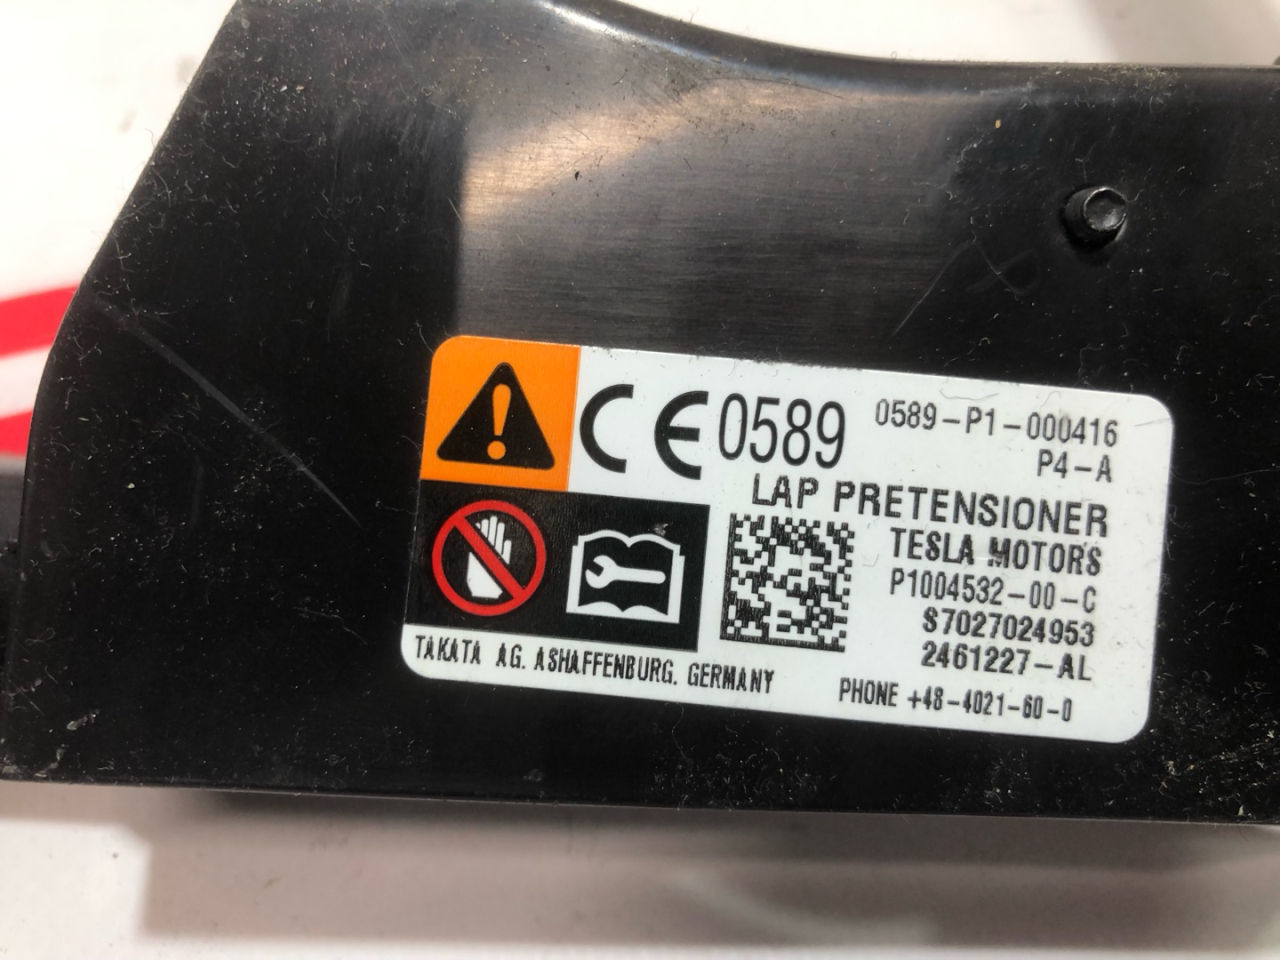 CE 0589 0589-P1-000416
P4-A
LAP PRETENSIONER
TESLA MOTORS
P1004532-00-C
S7027024953
2461227-AL
TAKATA AG. ASHAFFENBURG. GERMANY
PHONE +48-4021-60-0